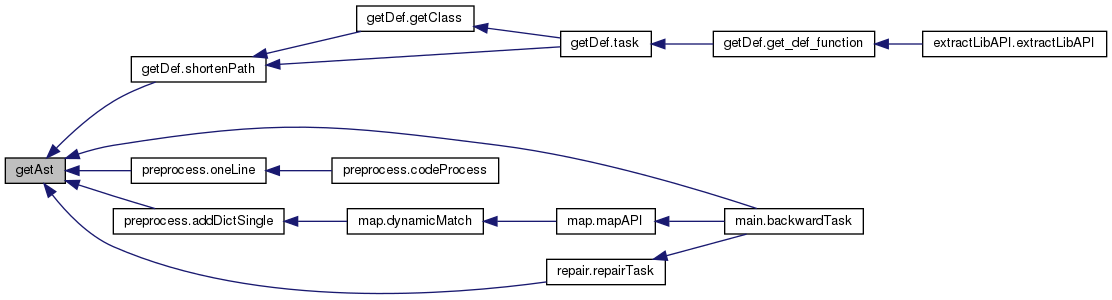 getDef.getClass
getDef.task
getDef.get_def_function
extractLibAPI.extractLibAPI
getDef.shortenPath
getAst
preprocess.oneLine
preprocess.codeProcess
preprocess.addDictSingle
map.dynamicMatch
map.mapAPI
main.backwardTask
repair.repairTask